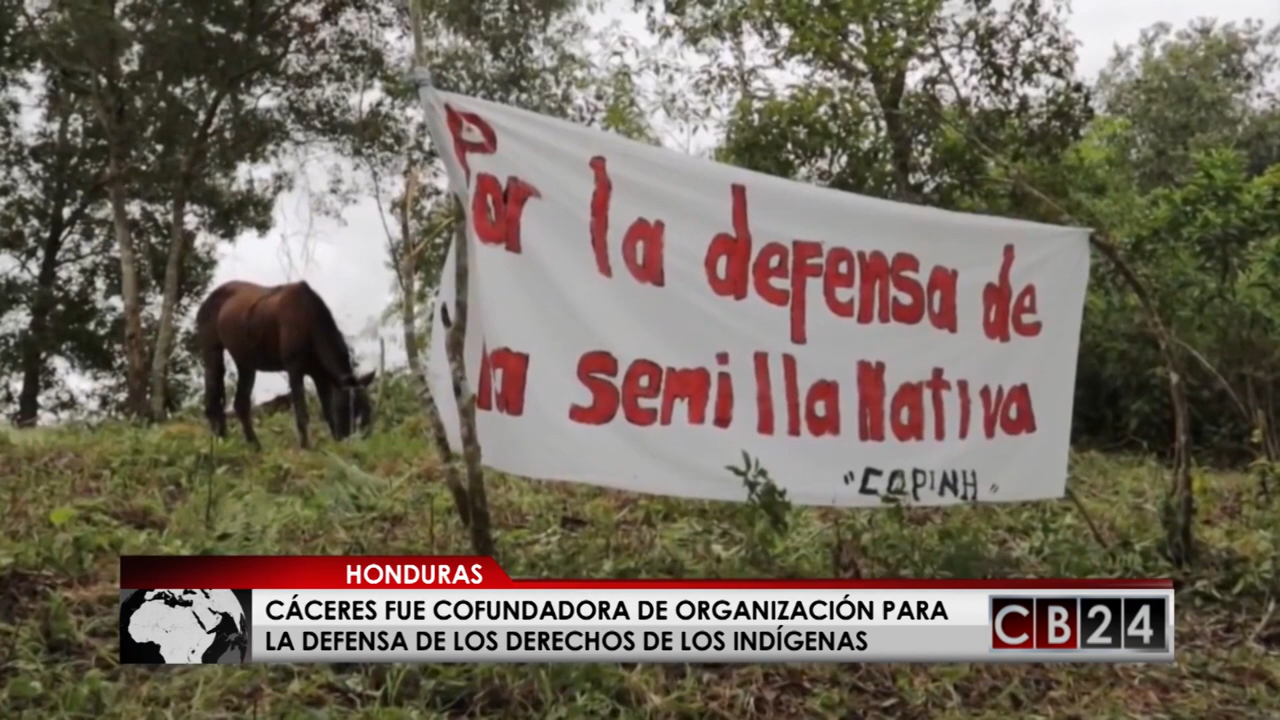 Por la defensa de
la semilla Nativa
"COPINH"
HONDURAS
CÁCERES FUE COFUNDADORA DE ORGANIZACIÓN PARA
LA DEFENSA DE LOS DERECHOS DE LOS INDÍGENAS
CB24